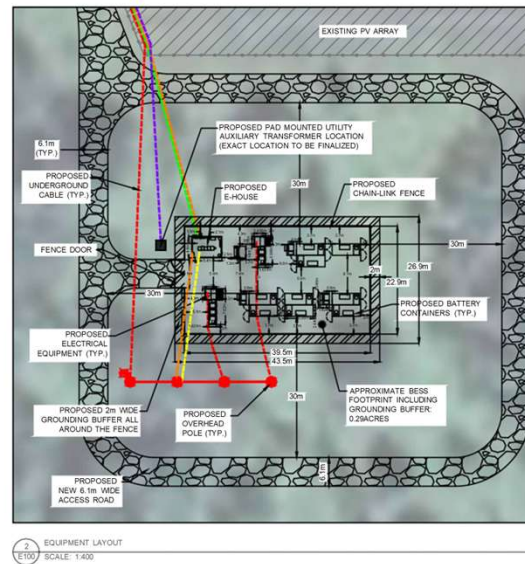 EXISTING PV ARRAY
PROPOSED PAD MOUNTED UTILITY
AUXILIARY TRANSFORMER LOCATION
(EXACT LOCATION TO BE FINALIZED)
6.1m
(TYP.)
PROPOSED
UNDERGROUND
CABLE (TYP.)
30m
PROPOSED
E-HOUSE
PROPOSED
CHAIN-LINK FENCE
FENCE DOOR
30m
2m
26.9m
22.9m
30m
PROPOSED BATTERY
CONTAINERS (TYP.)
PROPOSED
ELECTRICAL
EQUIPMENT (TYP.)
39.5m
43.5m
PROPOSED 2m WIDE
GROUNDING BUFFER ALL
AROUND THE FENCE
PROPOSED
OVERHEAD
POLE (TYP.)
30m
APPROXIMATE BESS
FOOTPRINT INCLUDING
GROUNDING BUFFER:
0.29ACRES
PROPOSED
NEW 6.1m WIDE
ACCESS ROAD
6.1m
2
E100
EQUIPMENT LAYOUT
SCALE: 1:400